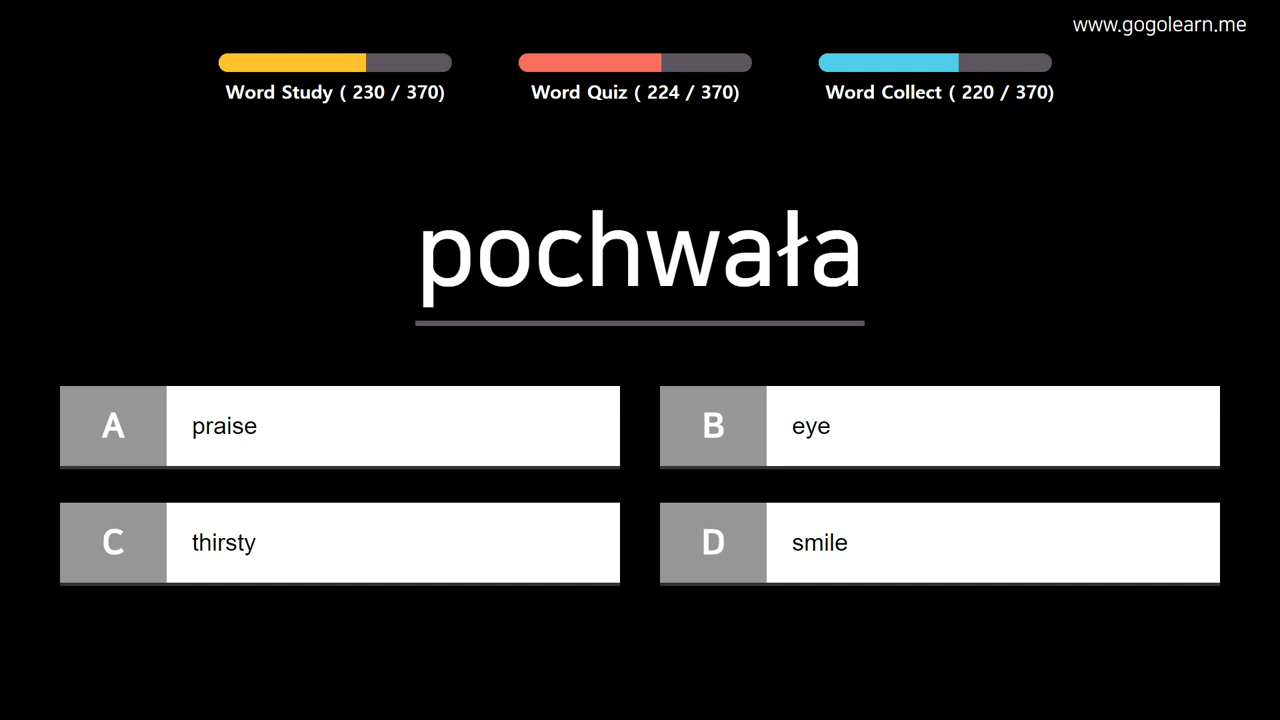 www.gogolearn.me
Word Study ( 230 / 370)
Word Quiz ( 224 / 370)
Word Collect ( 220 / 370)
pochwała
A praise
B eye
C thirsty
D smile